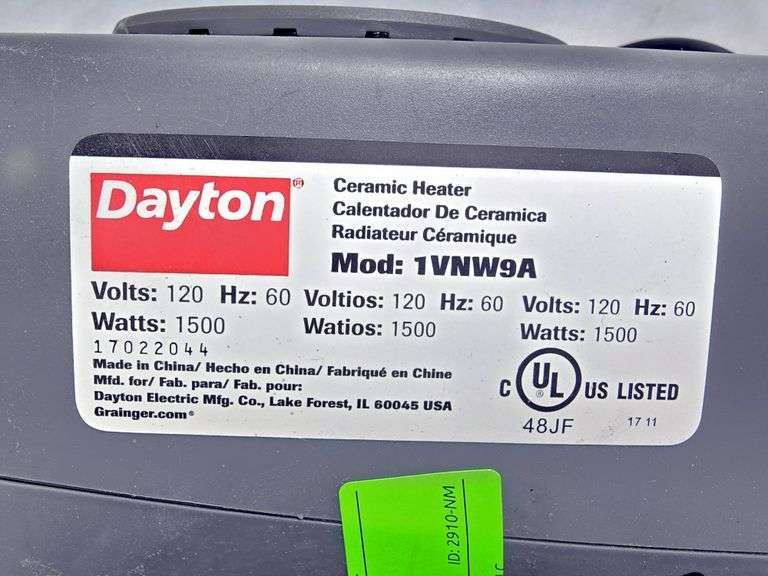 Dayton®
Ceramic Heater
Calentador De Ceramica
Radiateur Céramique
Mod: 1VNW9A
Volts: 120 Hz: 60 Voltios: 120 Hz: 60 Volts: 120 Hz: 60
Watts: 1500 Watios: 1500 Watts: 1500
17022044
Made in China/ Hecho en China/ Fabriqué en Chine
Mfd. for/ Fab. para/ Fab. pour:
Dayton Electric Mfg. Co., Lake Forest, IL 60045 USA
Grainger.com®
C UL® US LISTED
48JF 17 11
ID: 2910-NM